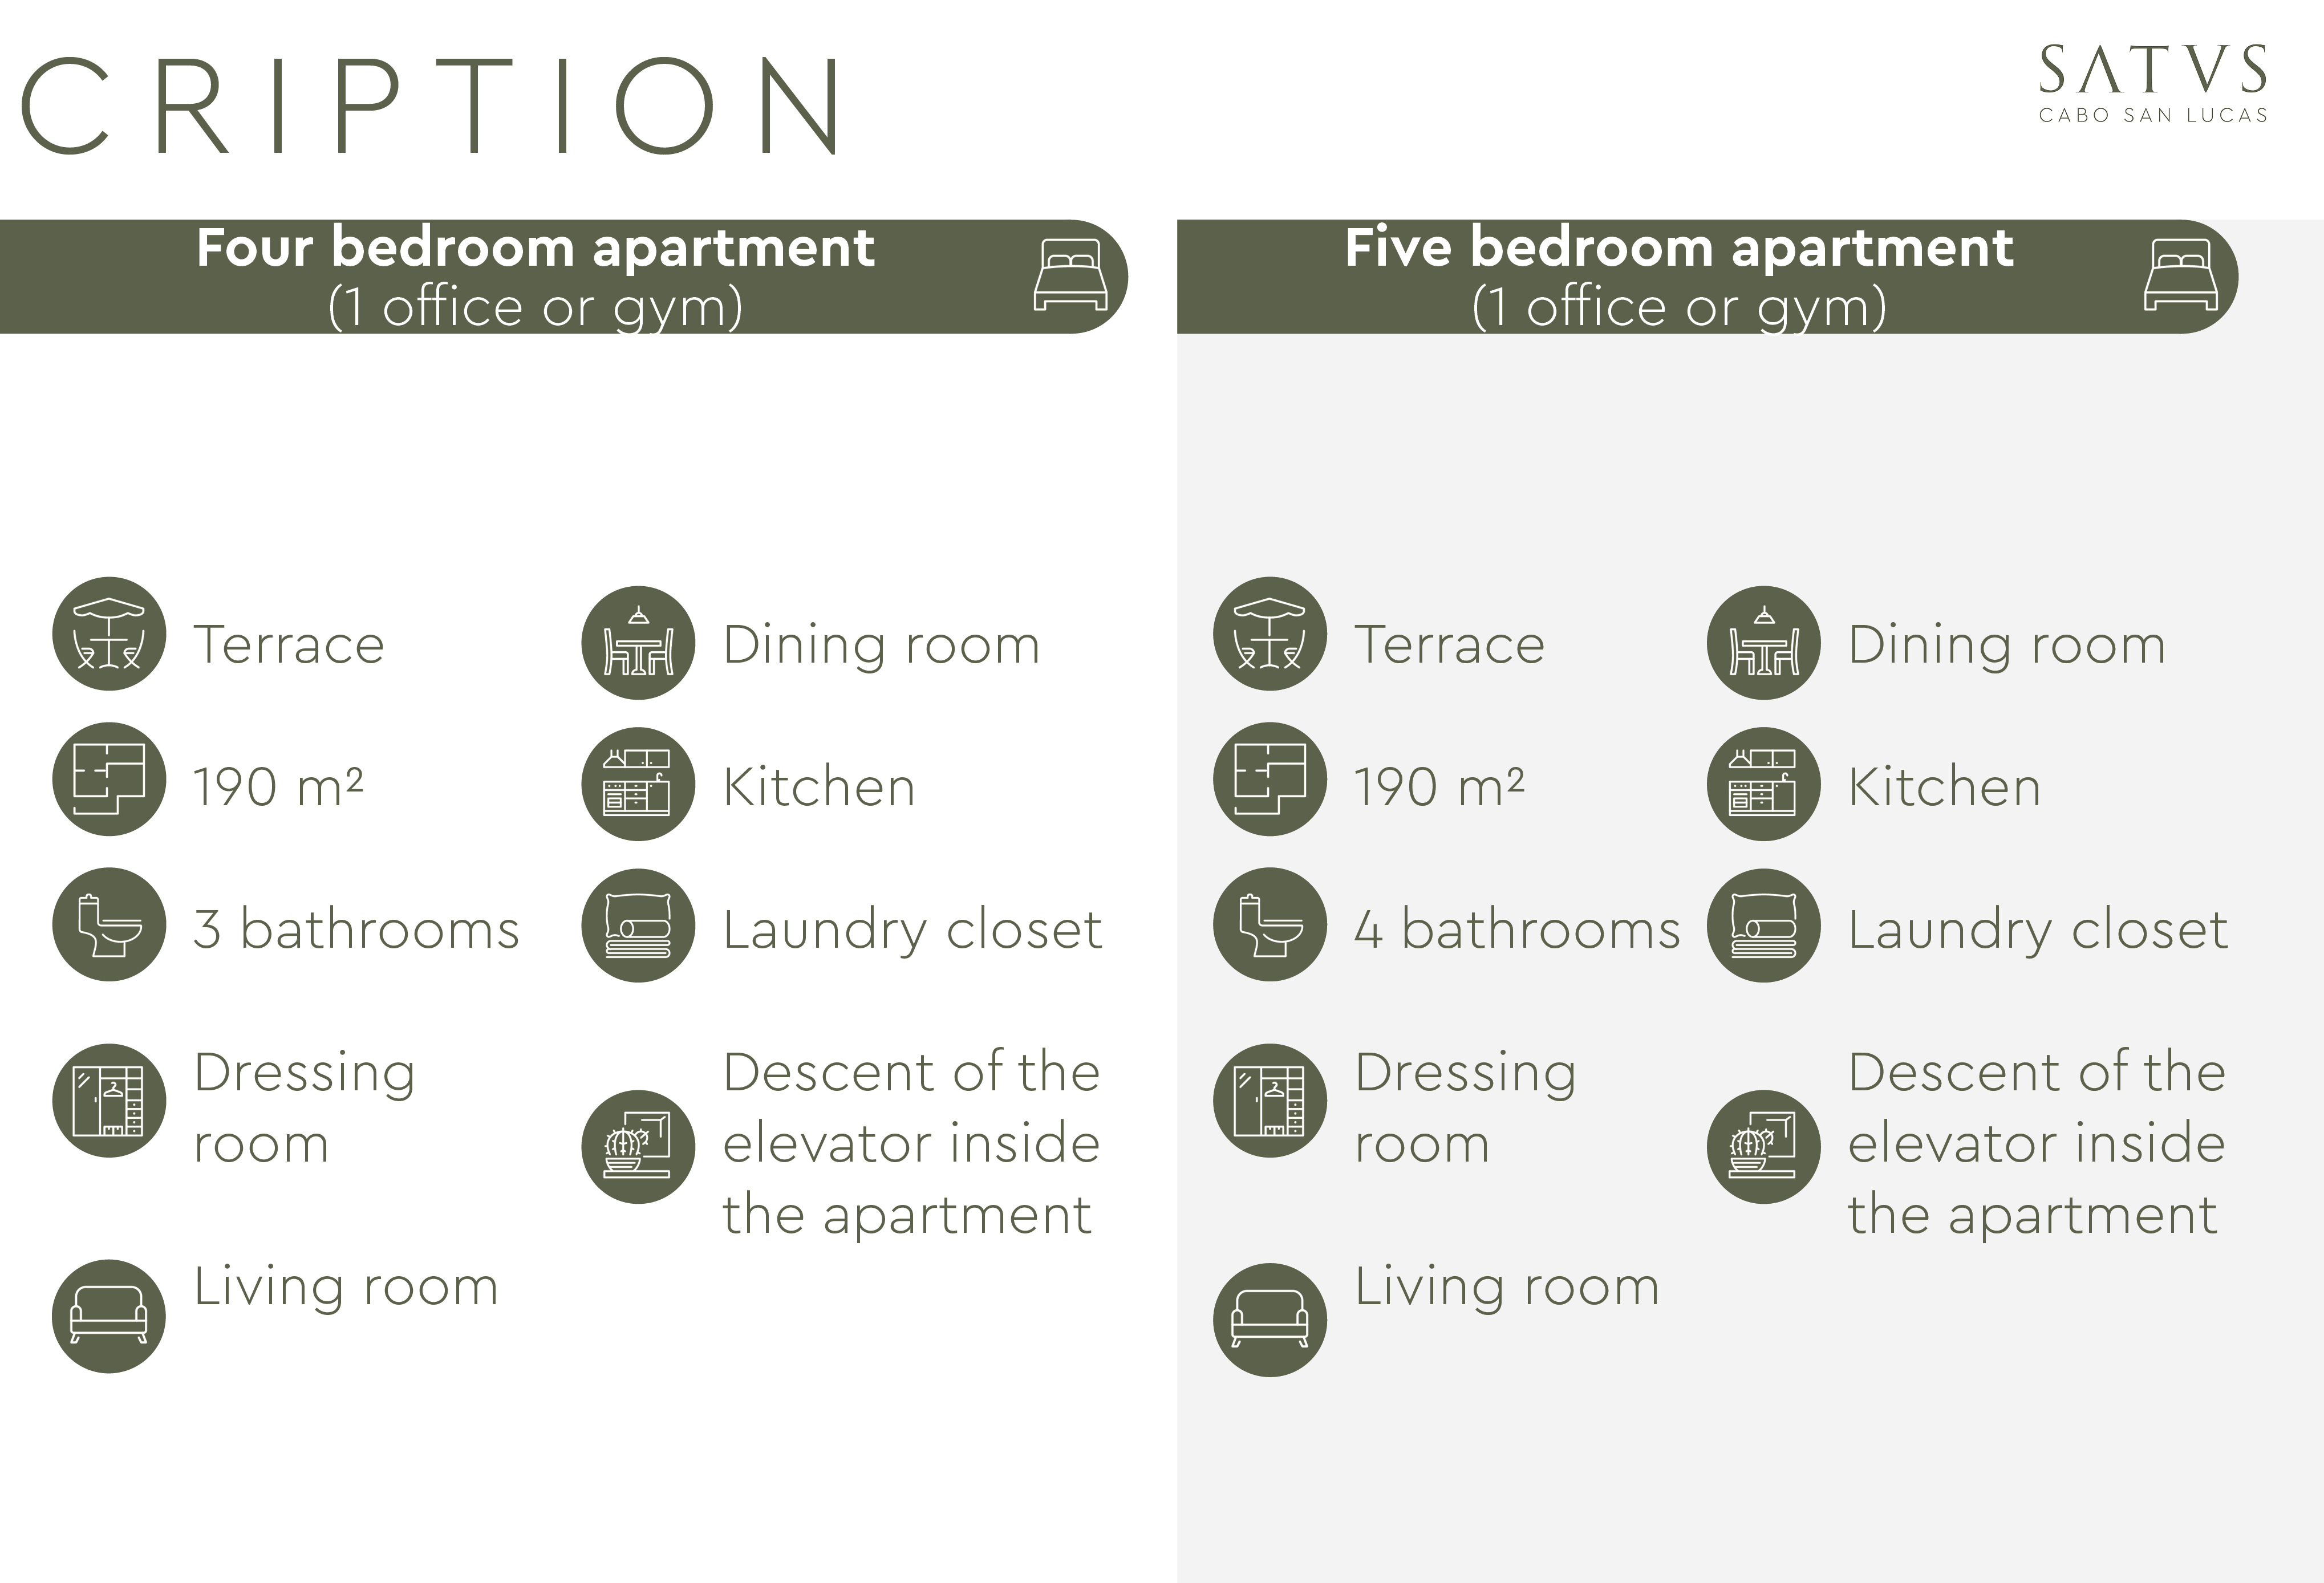 CRIPTION
SATVS
CABO SAN LUCAS
Four bedroom apartment
(1 office or gym)
Terrace
190 m²
3 bathrooms
Dressing
room
Living room
Dining room
Kitchen
Laundry closet
Descent of the
elevator inside
the apartment
Five bedroom apartment
(1 office or gym)
Terrace
190 m²
4 bathrooms
Dressing
room
Living room
Dining room
Kitchen
Laundry closet
Descent of the
elevator inside
the apartment